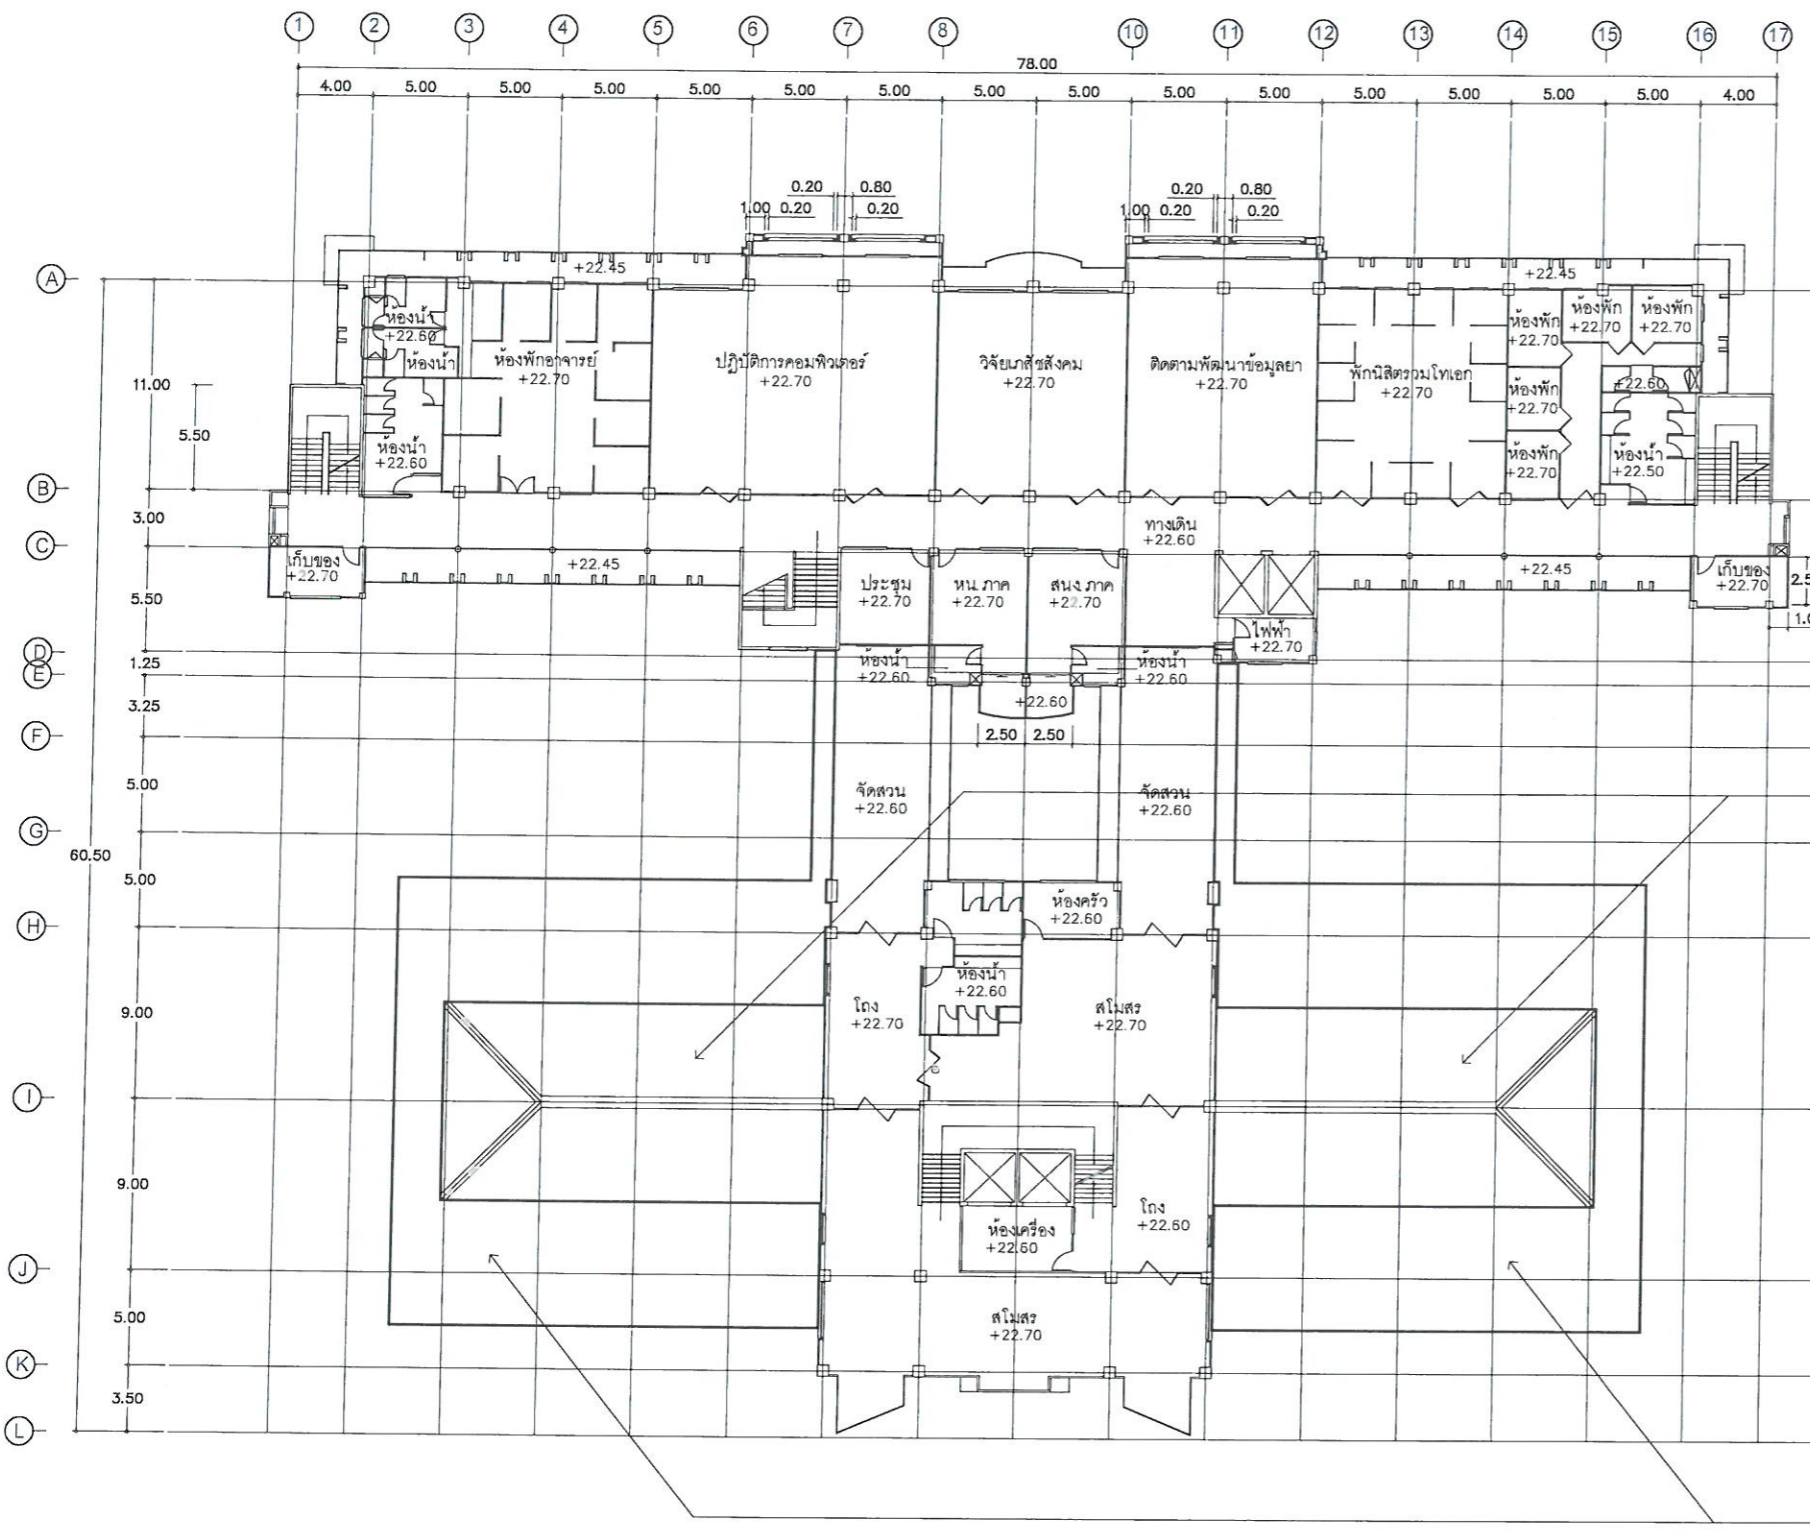 1 2 3 4 5 6 7 8 10 11 12 13 14 15 16 17
78.00
4.00 5.00 5.00 5.00 5.00 5.00 5.00 5.00 5.00 5.00 5.00 5.00 5.00 5.00 5.00 4.00
0.20 0.80 0.20 0.80
1.00 0.20 0.20 1.00 0.20 0.20
+22.45 +22.45
A
ห้องน้ำ
+22.60
ห้องน้ำ
ห้องพักอาจารย์
+22.70
ปฏิบัติการคอมพิวเตอร์
+22.70
วิจัยเภสัชสังคม
+22.70
ติดตามพัฒนาข้อมูลยา
+22.70
พักนิสิตรวมโทเอก
+22.70
ห้องพัก
+22.70
ห้องพัก
+22.70
ห้องพัก
+22.70
ห้องพัก
+22.70
ห้องพัก
+22.70
+22.60
11.00
5.50
ห้องน้ำ
+22.60
ห้องน้ำ
+22.50
B
3.00
ทางเดิน
+22.60
C
เก็บของ
+22.70
+22.45
ประชุม
+22.70
หน.ภาค
+22.70
สนง.ภาค
+22.70
+22.45
เก็บของ
+22.70
2.5
1.0
5.50
ไฟฟ้า
+22.70
D
1.25
E
ห้องน้ำ
+22.60
ห้องน้ำ
+22.60
3.25
+22.60
F
2.50 2.50
5.00
จัดสวน
+22.60
จัดสวน
+22.60
G
60.50
5.00
ห้องครัว
+22.60
H
ห้องน้ำ
+22.60
9.00
โถง
+22.70
สโมสร
+22.70
I
9.00
โถง
+22.60
ห้องเครื่อง
+22.60
J
5.00
สโมสร
+22.70
K
3.50
L